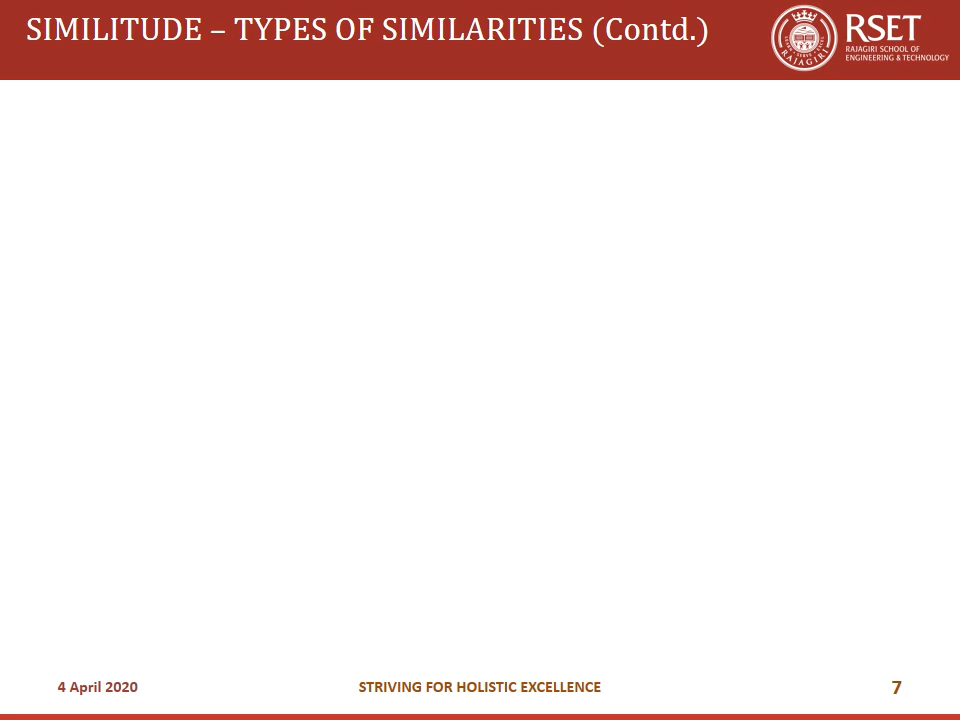 SIMILITUDE – TYPES OF SIMILARITIES (Contd.)
RSET
RAJAGIRI SCHOOL OF
ENGINEERING & TECHNOLOGY
RAJAGIRI
4 April 2020
STRIVING FOR HOLISTIC EXCELLENCE
7